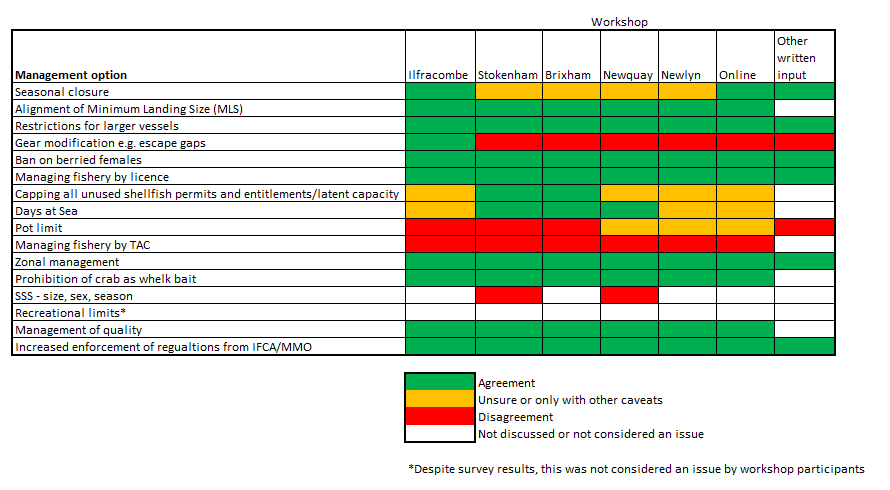 Workshop
Management option Ilfracombe Stokenham Brixham Newquay Newlyn Online Other written input
Seasonal closure
Alignment of Minimum Landing Size (MLS)
Restrictions for larger vessels
Gear modification e.g. escape gaps
Ban on berried females
Managing fishery by licence
Capping all unused shellfish permits and entitlements/latent capacity
Days at Sea
Pot limit
Managing fishery by TAC
Zonal management
Prohibition of crab as whelk bait
SSS - size, sex, season
Recreational limits*
Management of quality
Increased enforcement of regualtions from IFCA/MMO
Agreement
Unsure or only with other caveats
Disagreement
Not discussed or not considered an issue
*Despite survey results, this was not considered an issue by workshop participants